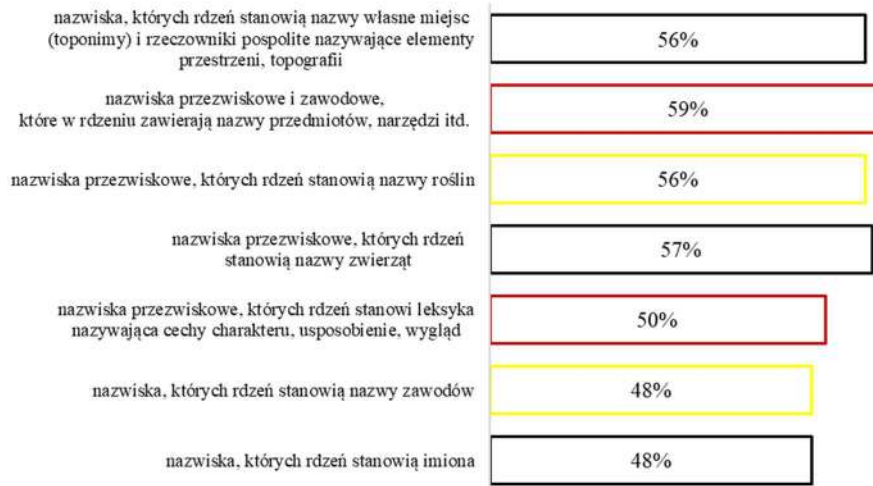 nazwiska, których rdzeń stanowią nazwy własne miejsc
(toponimy) i rzeczowniki pospolite nazywające elementy
przestrzeni, topografii
56%
nazwiska przezwiskowe i zawodowe,
które w rdzeniu zawierają nazwy przedmiotów, narzędzi itd.
59%
nazwiska przezwiskowe, których rdzeń stanowią nazwy roślin
56%
nazwiska przezwiskowe, których rdzeń
stanowią nazwy zwierząt
57%
nazwiska przezwiskowe, których rdzeń stanowi leksyka
nazywająca cechy charakteru, usposobienie, wygląd
50%
nazwiska, których rdzeń stanowią nazwy zawodów
48%
nazwiska, których rdzeń stanowią imiona
48%